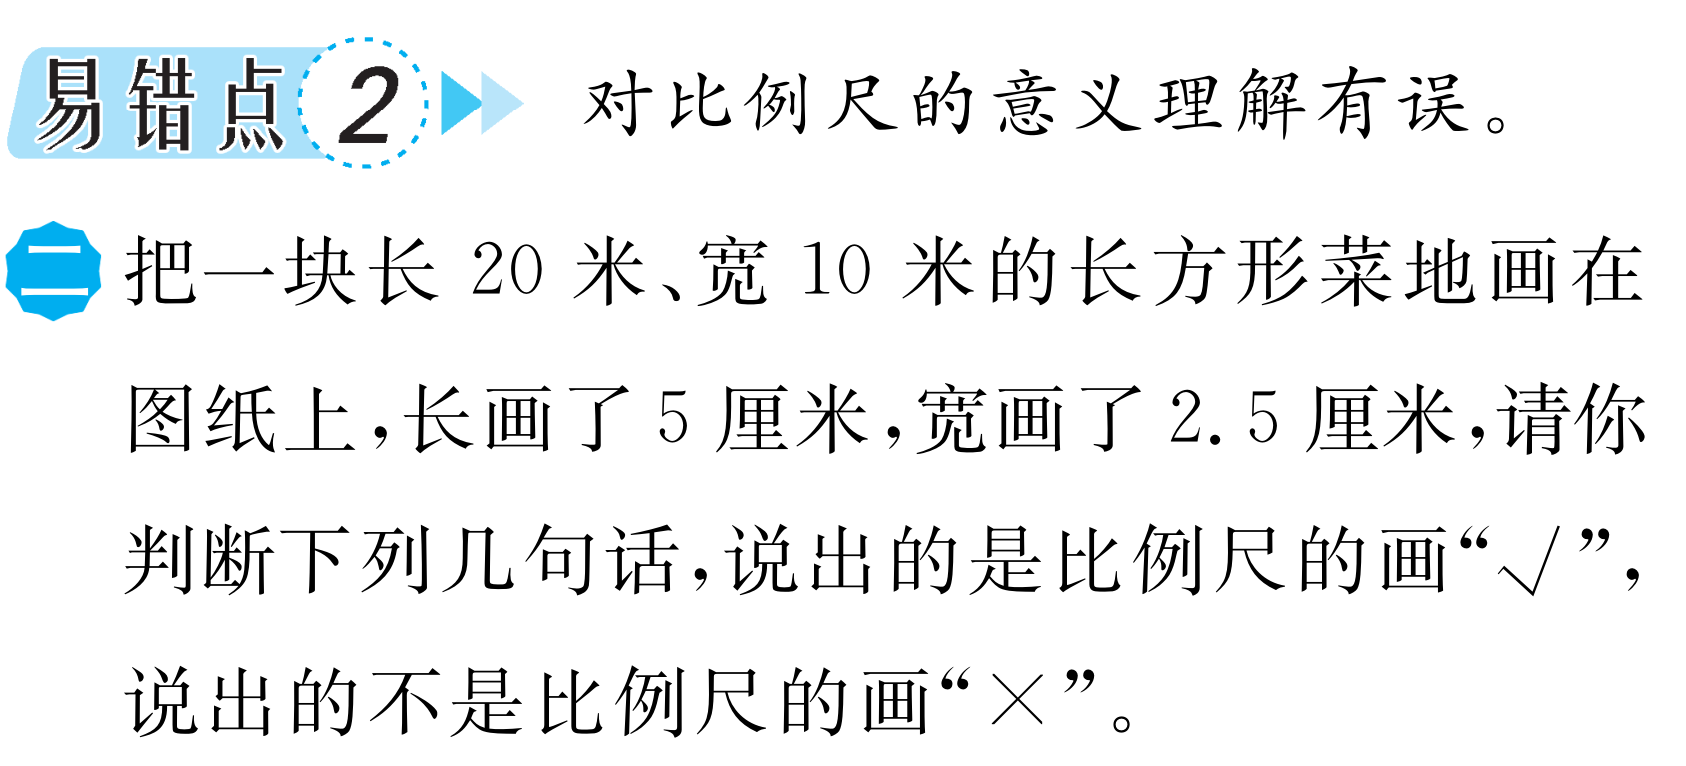 易错点2 对比例尺的意义理解有误。
二 把一块长 20 米、宽 10 米的长方形菜地画在
图纸上,长画了 5 厘米,宽画了 2.5 厘米,请你
判断下列几句话,说出的是比例尺的画“√”,
说出的不是比例尺的画“×”。